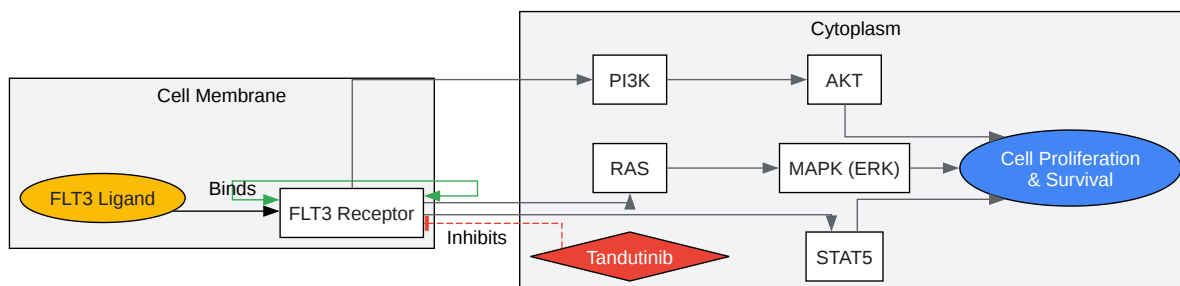 Cytoplasm
Cell Membrane
PI3K
AKT
FLT3 Ligand
Binds
FLT3 Receptor
RAS
MAPK (ERK)
Cell Proliferation
& Survival
Inhibits
Tandutinib
STAT5